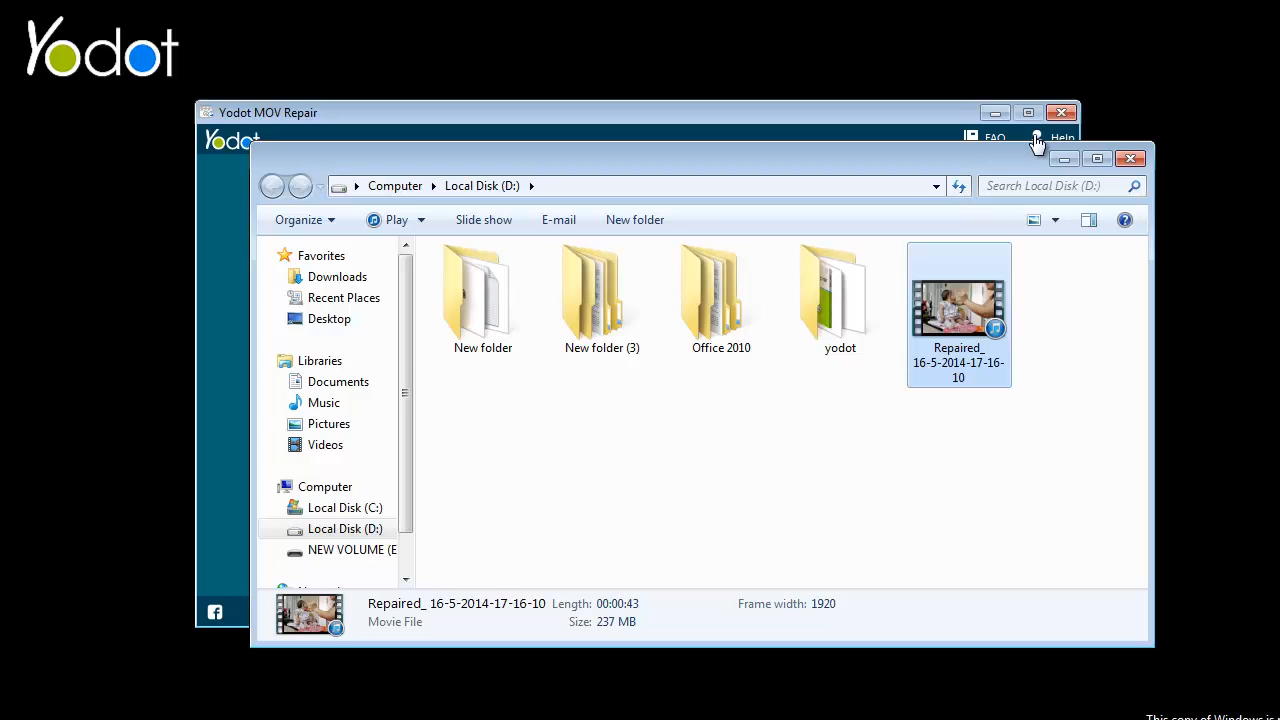 Yodot
Yodot MOV Repair
Yodot
FAQ
Help
Computer
Local Disk (D:)
Search Local Disk (D:)
Organize
Play
Slide show
E-mail
New folder
Favorites
Downloads
Recent Places
Desktop
Libraries
Documents
Music
Pictures
Videos
Computer
Local Disk (C:)
Local Disk (D:)
NEW VOLUME (E
New folder
New folder (3)
Office 2010
yodot
Repaired_
16-5-2014-17-16-
10
Repaired_ 16-5-2014-17-16-10
Movie File
Length: 00:00:43
Size: 237 MB
Frame width: 1920
This copy of Windows is